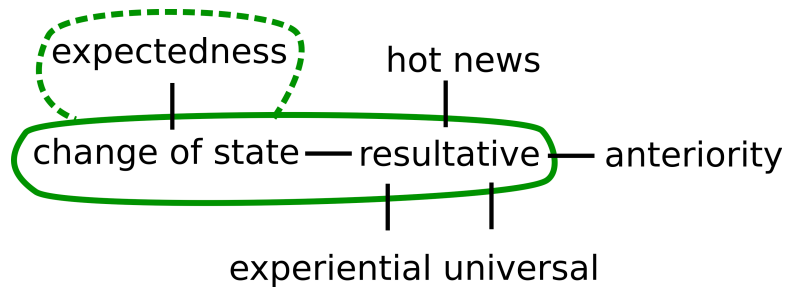 expectedness
hot news
change of state
resultative
anteriority
experiential universal